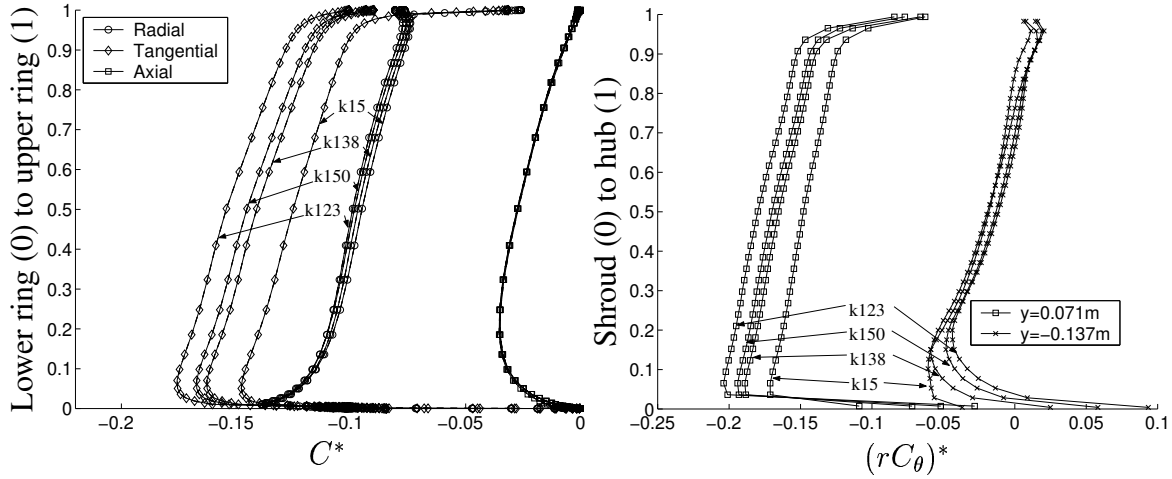 Lower ring (0) to upper ring (1)
1
0.9
0.8
0.7
0.6
0.5
0.4
0.3
0.2
0.1
0
Radial
Tangential
Axial
k15
k138
k150
k123
-0.2
-0.15
-0.1
-0.05
0
C*
Shroud (0) to hub (1)
1
0.9
0.8
0.7
0.6
0.5
0.4
0.3
0.2
0.1
0
k123
k150
k138
k15
y=0.071m
y=−0.137m
-0.25
-0.2
-0.15
-0.1
-0.05
0
0.05
0.1
(rCθ)*